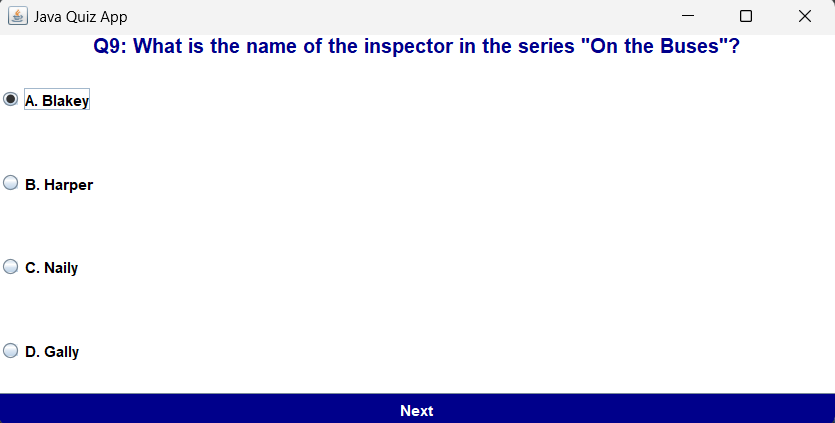 Java Quiz App
Q9: What is the name of the inspector in the series "On the Buses"?
A. Blakey
B. Harper
C. Naily
D. Gally
Next